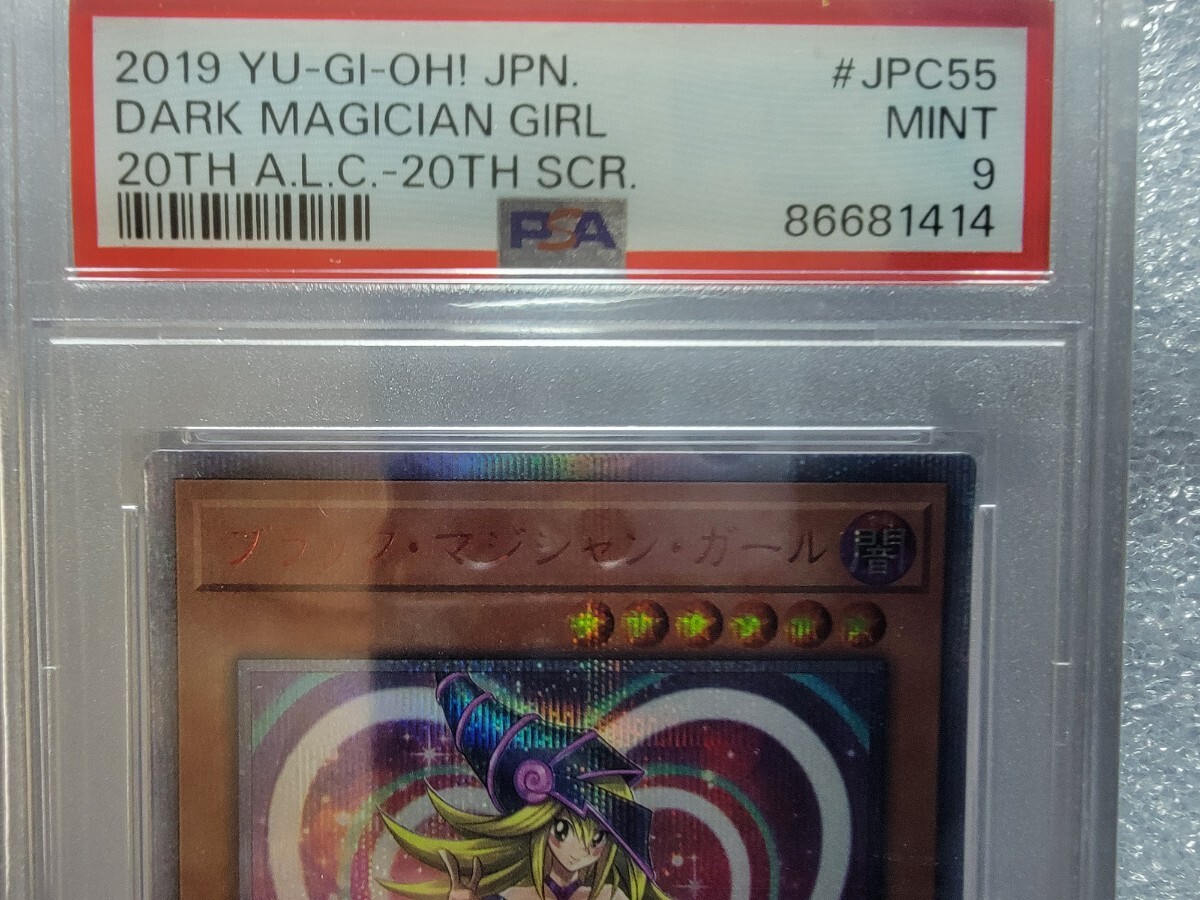 2019 YU-GI-OH! JPN. #JPC55
DARK MAGICIAN GIRL MINT
20TH A.L.C.-20TH SCR. 9
PSA 86681414
ブラック・マジシャン・ガール 闇